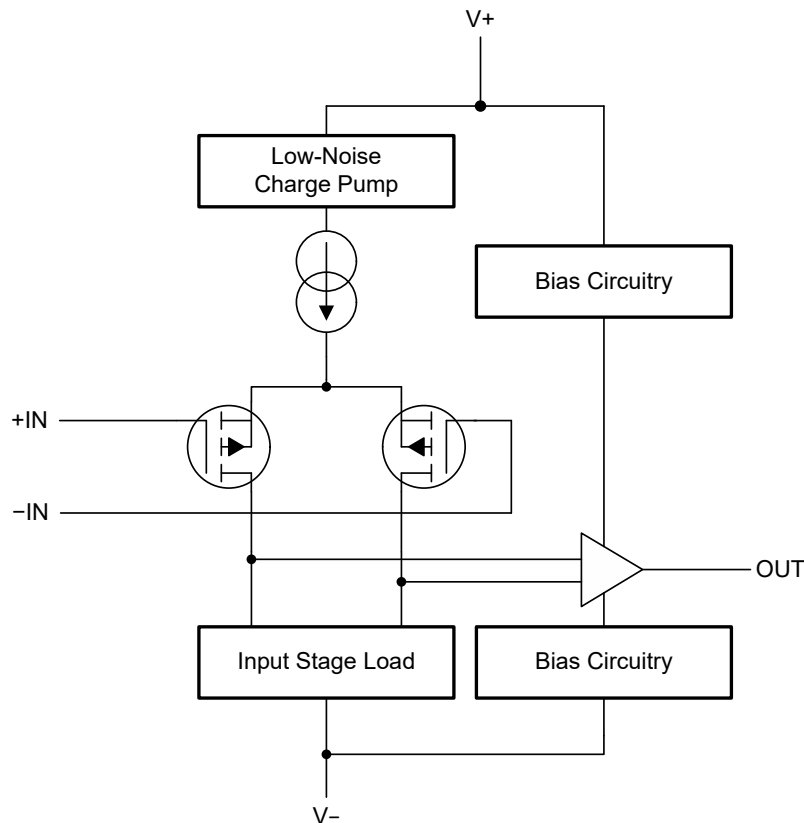 V+
Low-Noise
Charge Pump
Bias Circuitry
+IN
−IN
OUT
Input Stage Load
Bias Circuitry
V−